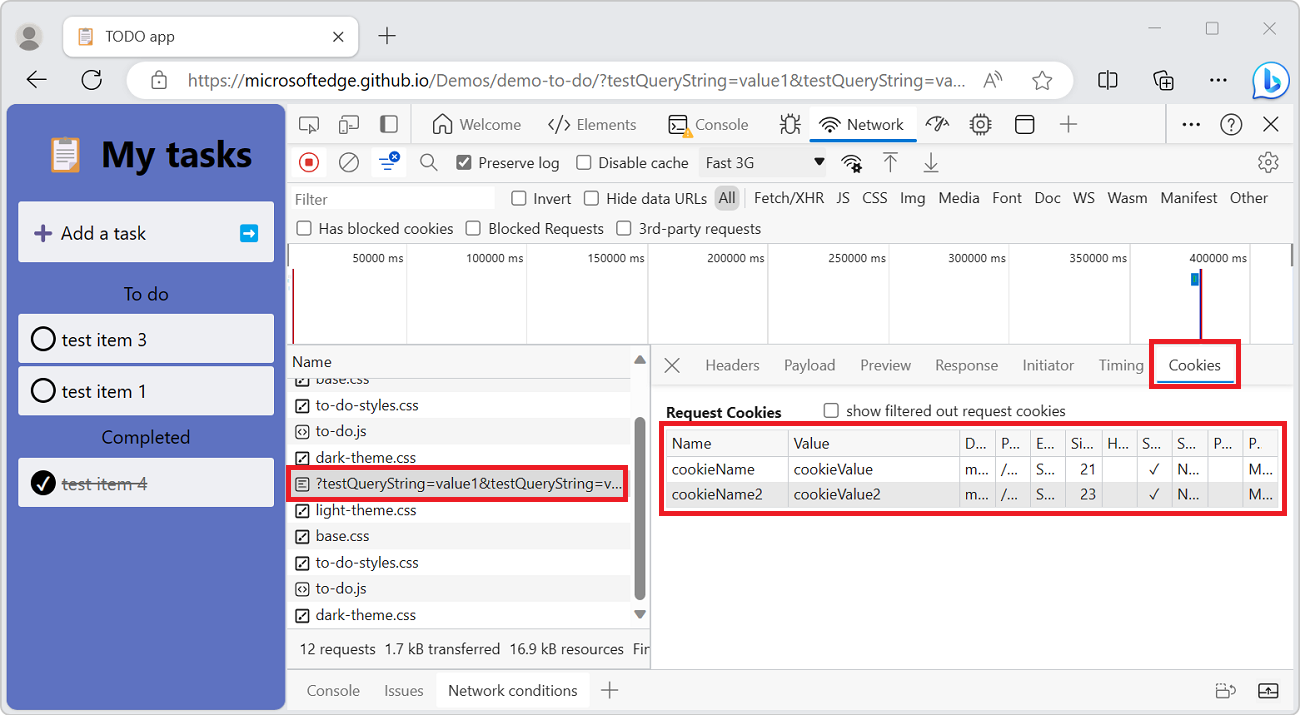 TODO app
https://microsoftedge.github.io/Demos/demo-to-do/?testQueryString=value1&testQueryString=va...
My tasks
Add a task
To do
test item 3
test item 1
Completed
test item 4
Welcome Elements Console Network
Preserve log Disable cache Fast 3G
Filter Invert Hide data URLs All Fetch/XHR JS CSS Img Media Font Doc WS Wasm Manifest Other
Has blocked cookies Blocked Requests 3rd-party requests
50000 ms 100000 ms 150000 ms 200000 ms 250000 ms 300000 ms 350000 ms 400000 ms
Name
base.css
to-do-styles.css
to-do.js
dark-theme.css
?testQueryString=value1&testQueryString=v...
light-theme.css
base.css
to-do-styles.css
to-do.js
dark-theme.css
12 requests 1.7 kB transferred 16.9 kB resources Fir
Headers Payload Preview Response Initiator Timing Cookies
Request Cookies show filtered out request cookies
Name Value D... P... E... Si... H... S... S... P... P.
cookieName cookieValue m... /... S... 21 ✓ N... M...
cookieName2 cookieValue2 m... /... S... 23 ✓ N... M...
Console Issues Network conditions